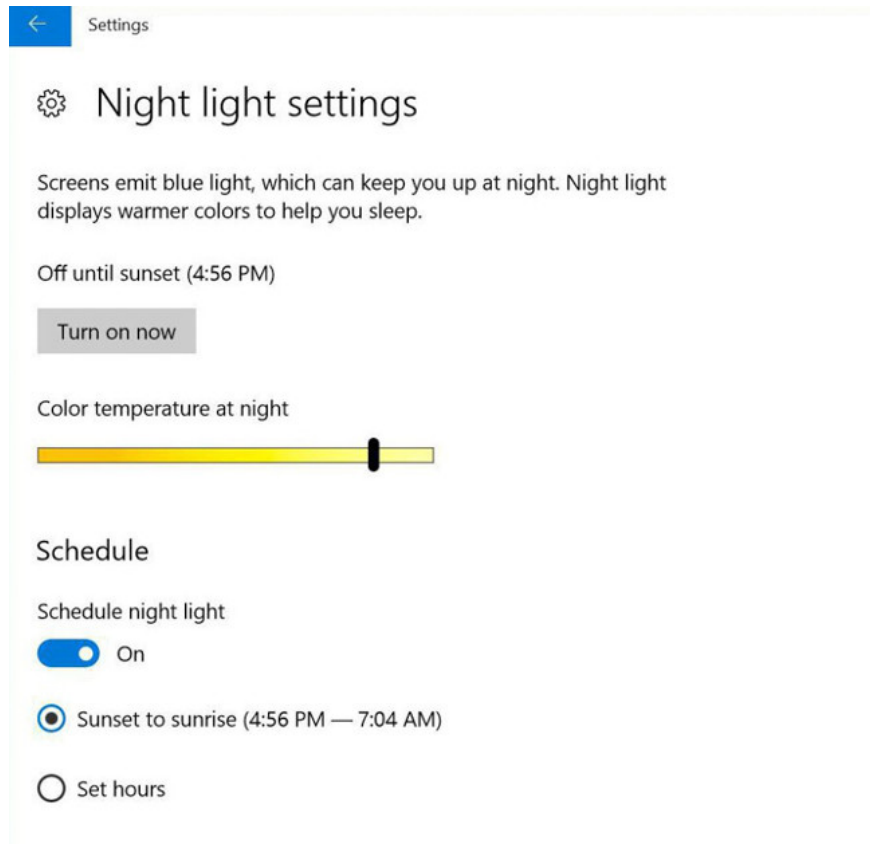 Settings
Night light settings
Screens emit blue light, which can keep you up at night. Night light
displays warmer colors to help you sleep.
Off until sunset (4:56 PM)
Turn on now
Color temperature at night
Schedule
Schedule night light
On
Sunset to sunrise (4:56 PM — 7:04 AM)
Set hours